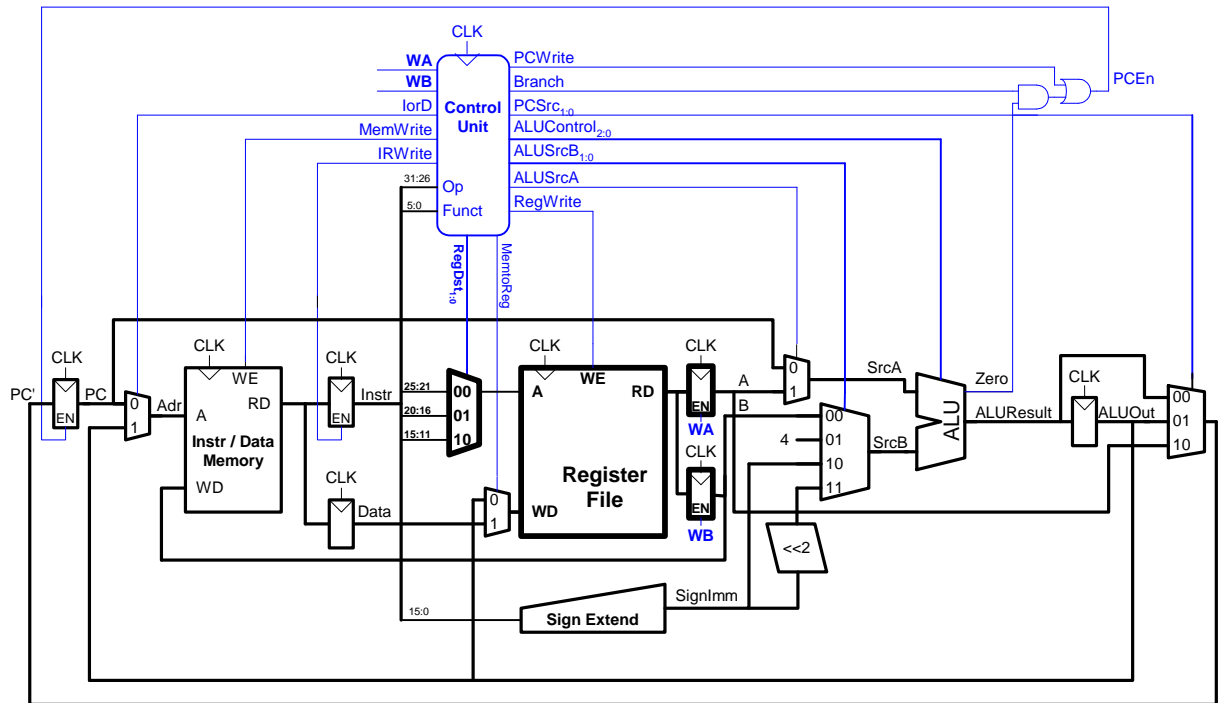 CLK
WA
WB
IorD
MemWrite
IRWrite
31:26
5:0
Control
Unit
Op
Funct
PCWrite
Branch
PCSrc1:0
ALUControl2:0
ALUSrcB1:0
ALUSrcA
RegWrite
PCEn
RegDst1:0
MemtoReg
CLK
PC'
EN
PC
0
1
Adr
CLK
WE
A
RD
Instr / Data
Memory
WD
CLK
EN
Instr
CLK
Data
25:21
20:16
15:11
00
01
10
0
1
CLK
WE
A
RD
Register
File
WD
CLK
EN
WA
CLK
EN
WB
A
B
0
1
4
00
01
10
11
SrcA
SrcB
<<2
ALU
Zero
ALUResult
CLK
ALUOut
00
01
10
15:0
Sign Extend
SignImm